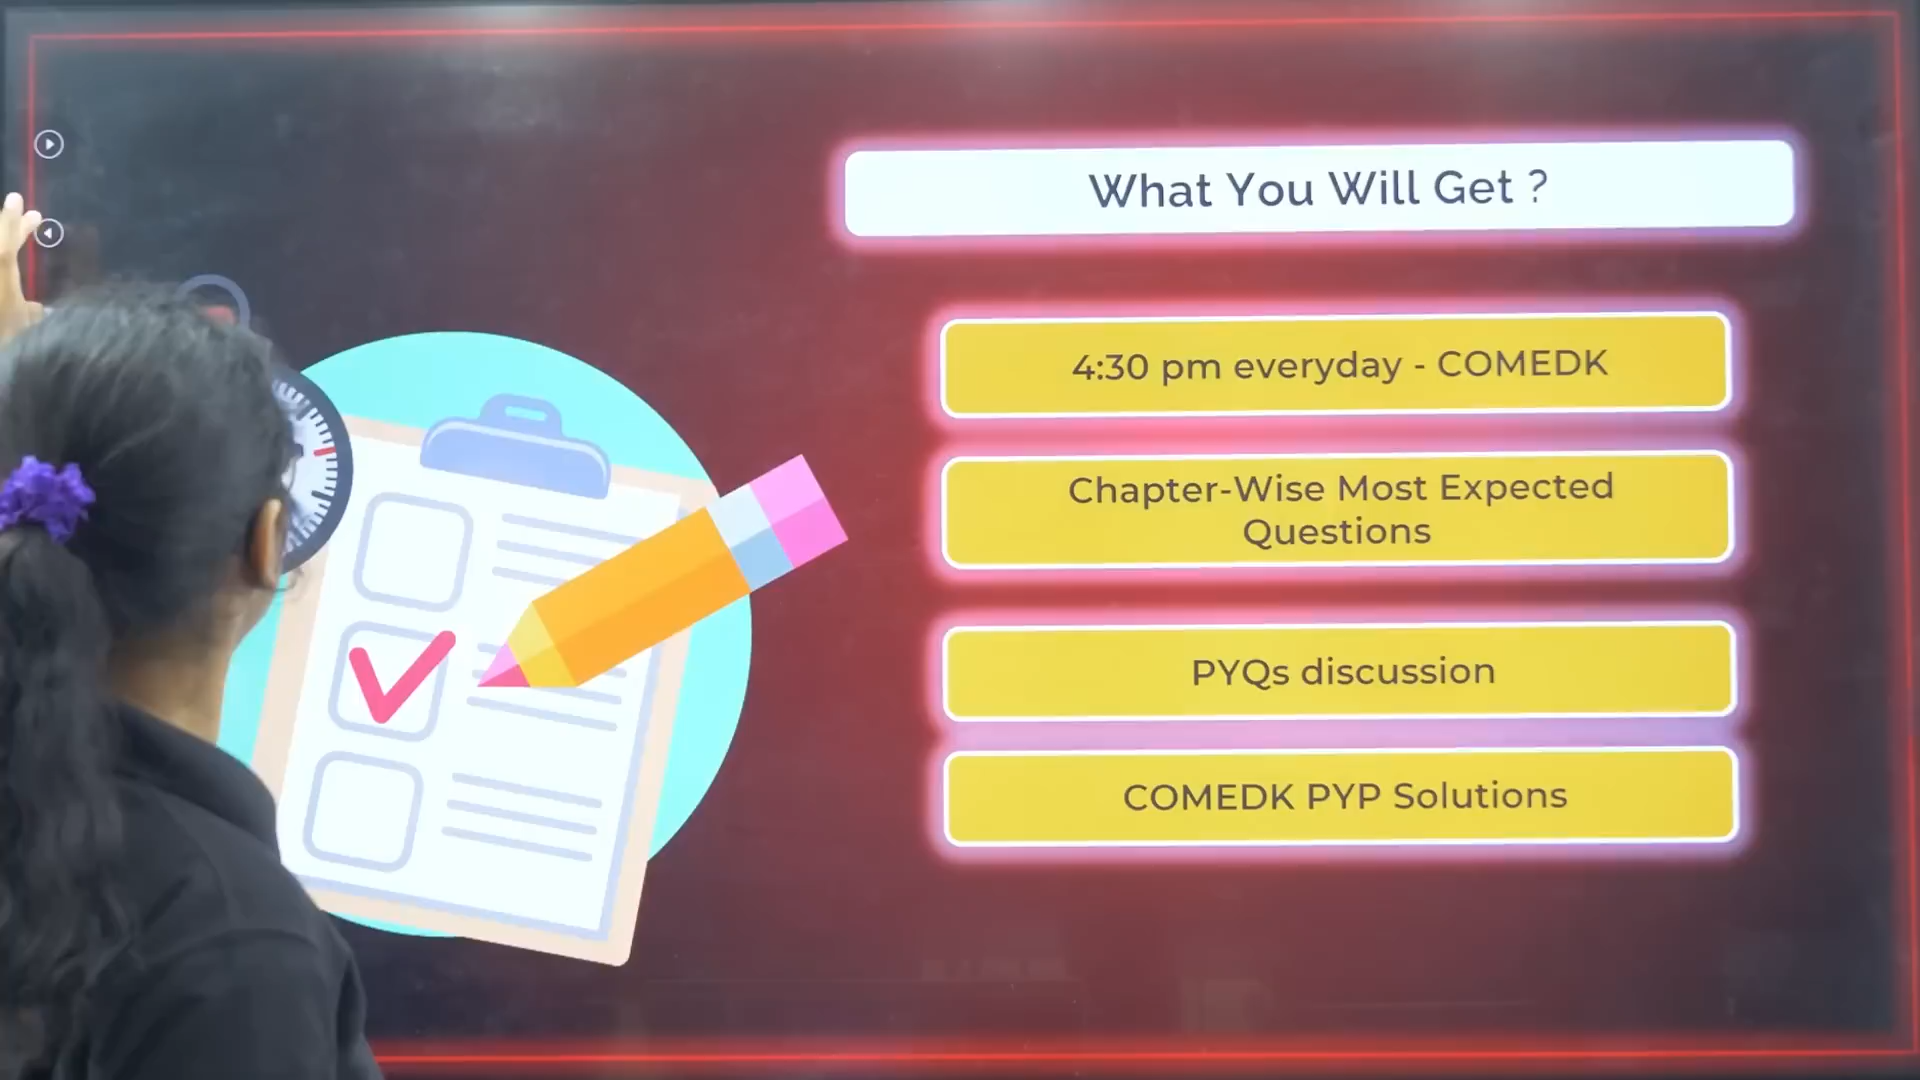 What You Will Get ?
4:30 pm everyday - COMEDK
Chapter-Wise Most Expected
Questions
PYQs discussion
COMEDK PYP Solutions